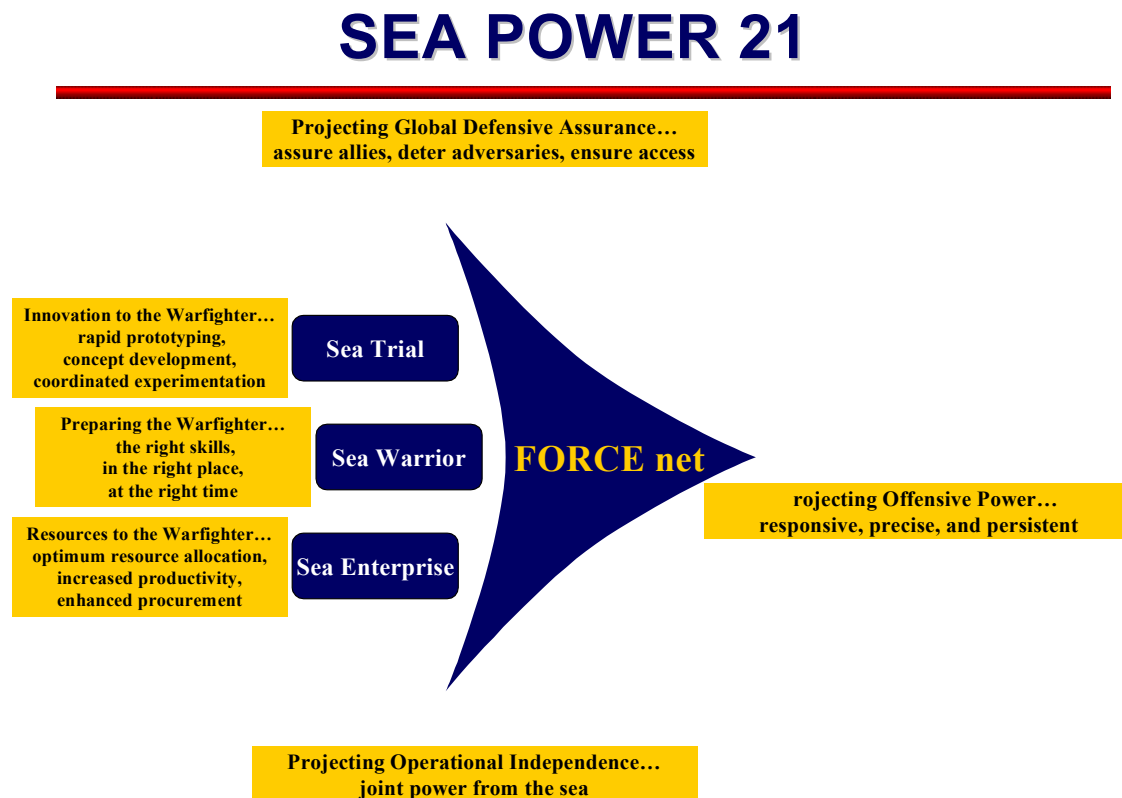 SEA POWER 21
Projecting Global Defensive Assurance…
assure allies, deter adversaries, ensure access
Innovation to the Warfighter…
rapid prototyping,
concept development,
coordinated experimentation
Sea Trial
Preparing the Warfighter…
the right skills,
in the right place,
at the right time
Sea Warrior
FORCE net
rojecting Offensive Power…
responsive, precise, and persistent
Resources to the Warfighter…
optimum resource allocation,
increased productivity,
enhanced procurement
Sea Enterprise
Projecting Operational Independence…
joint power from the sea